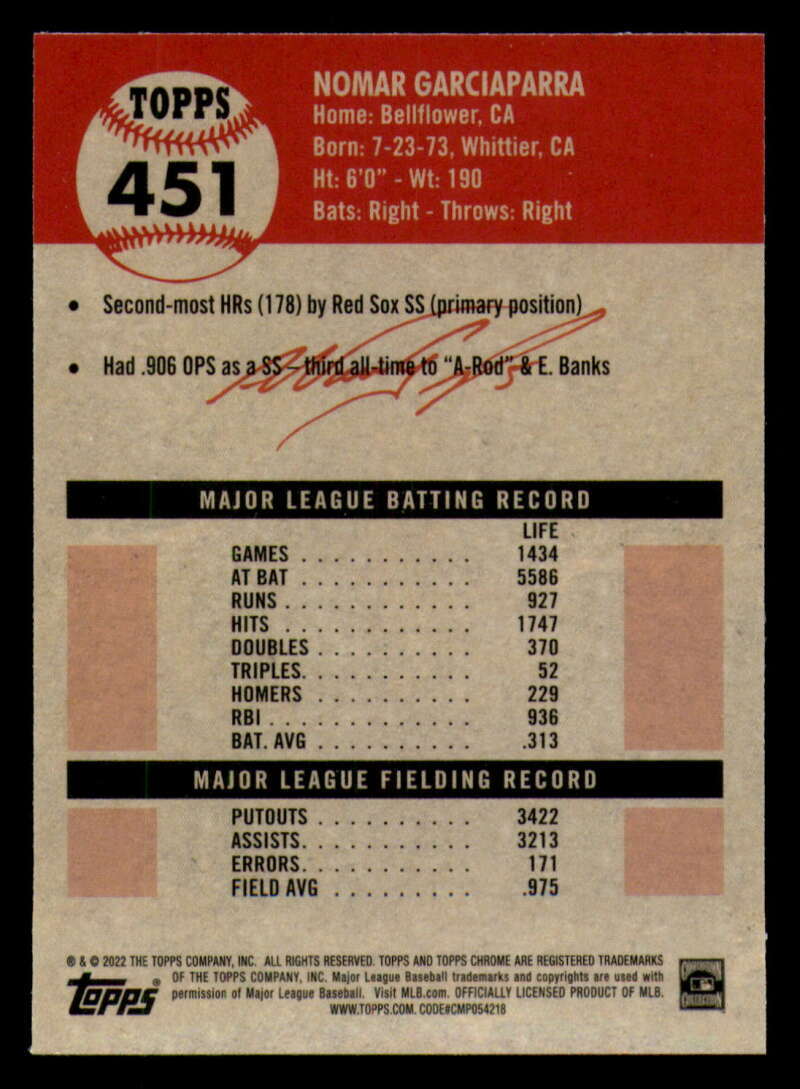 TOPPS
451
NOMAR GARCIAPARRA
Home: Bellflower, CA
Born: 7-23-73, Whittier, CA
Ht: 6'0" - Wt: 190
Bats: Right - Throws: Right
• Second-most HRs (178) by Red Sox SS (primary position)
• Had .906 OPS as a SS – third all-time to "A-Rod" & E. Banks
MAJOR LEAGUE BATTING RECORD
LIFE
GAMES . . . . . . . . . . . 1434
AT BAT . . . . . . . . . . . 5586
RUNS . . . . . . . . . . . . 927
HITS . . . . . . . . . . . . 1747
DOUBLES . . . . . . . . . . 370
TRIPLES. . . . . . . . . . . 52
HOMERS . . . . . . . . . . 229
RBI . . . . . . . . . . . . . 936
BAT. AVG . . . . . . . . . . .313
MAJOR LEAGUE FIELDING RECORD
PUTOUTS . . . . . . . . . . 3422
ASSISTS. . . . . . . . . . . 3213
ERRORS. . . . . . . . . . . 171
FIELD AVG . . . . . . . . . .975
® & © 2022 THE TOPPS COMPANY, INC. ALL RIGHTS RESERVED. TOPPS AND TOPPS CHROME ARE REGISTERED TRADEMARKS
OF THE TOPPS COMPANY, INC. Major League Baseball trademarks and copyrights are used with
permission of Major League Baseball. Visit MLB.com. OFFICIALLY LICENSED PRODUCT OF MLB.
WWW.TOPPS.COM. CODE#CMP054218
topps®
COOPERSTOWN
COLLECTION